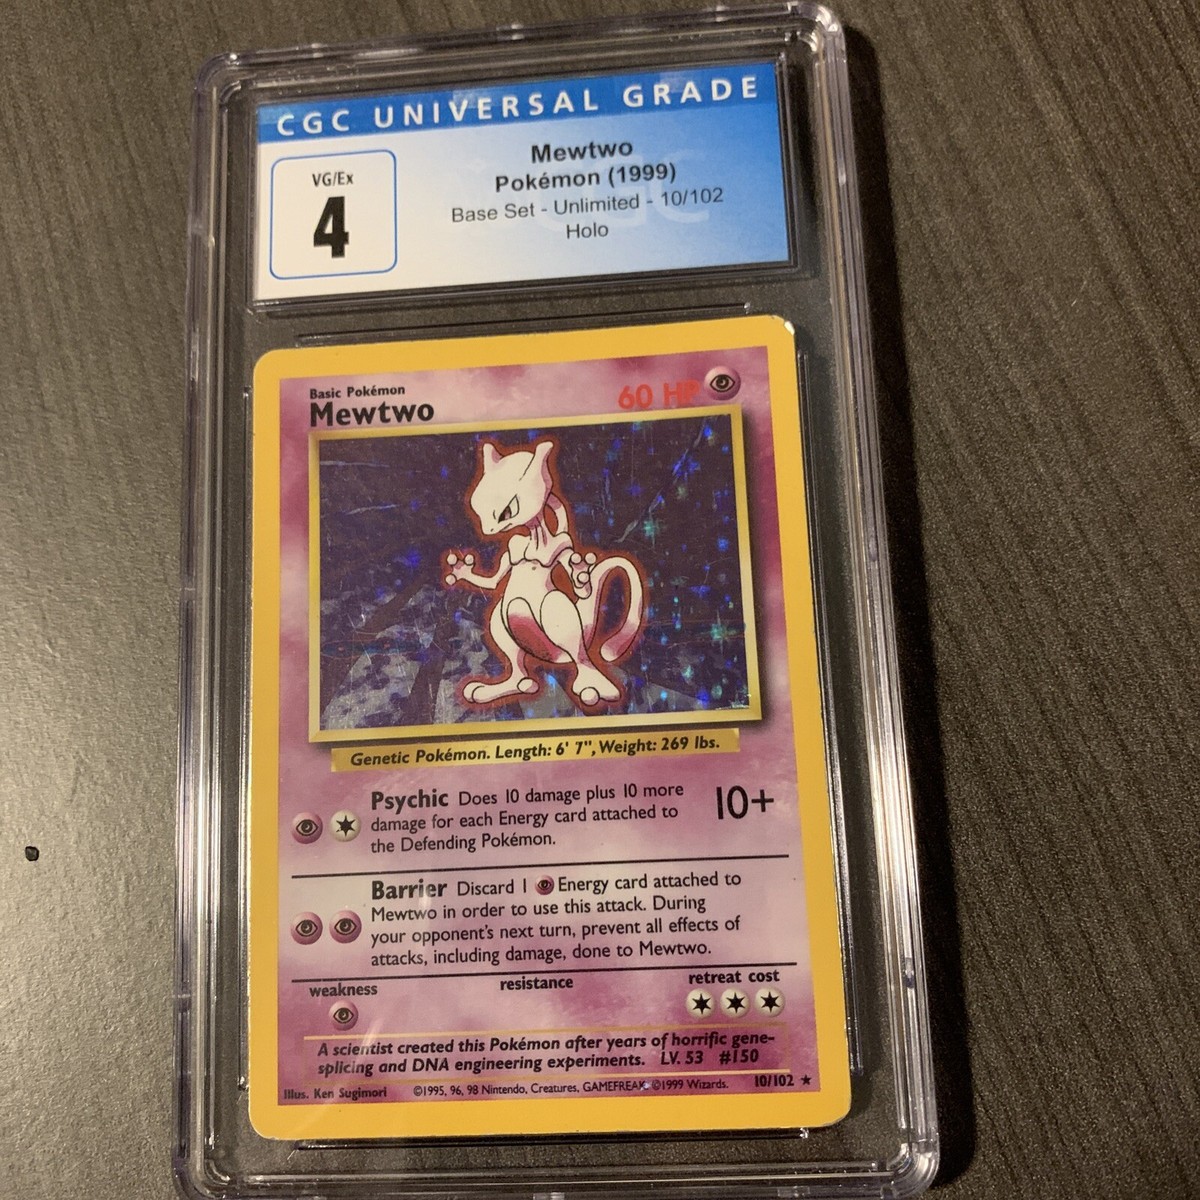 CGC UNIVERSAL GRADE
VG/Ex
4
Mewtwo
Pokémon (1999)
Base Set - Unlimited - 10/102
Holo
Basic Pokémon
Mewtwo
60 HP
Genetic Pokémon. Length: 6' 7", Weight: 269 lbs.
Psychic Does 10 damage plus 10 more
damage for each Energy card attached to
the Defending Pokémon.
10+
Barrier Discard 1 Energy card attached to
Mewtwo in order to use this attack. During
your opponent's next turn, prevent all effects of
attacks, including damage, done to Mewtwo.
weakness
resistance
retreat cost
A scientist created this Pokémon after years of horrific gene-
splicing and DNA engineering experiments. LV. 53 #150
Illus. Ken Sugimori ©1995, 96, 98 Nintendo, Creatures, GAMEFREAK. ©1999 Wizards. 10/102 ★